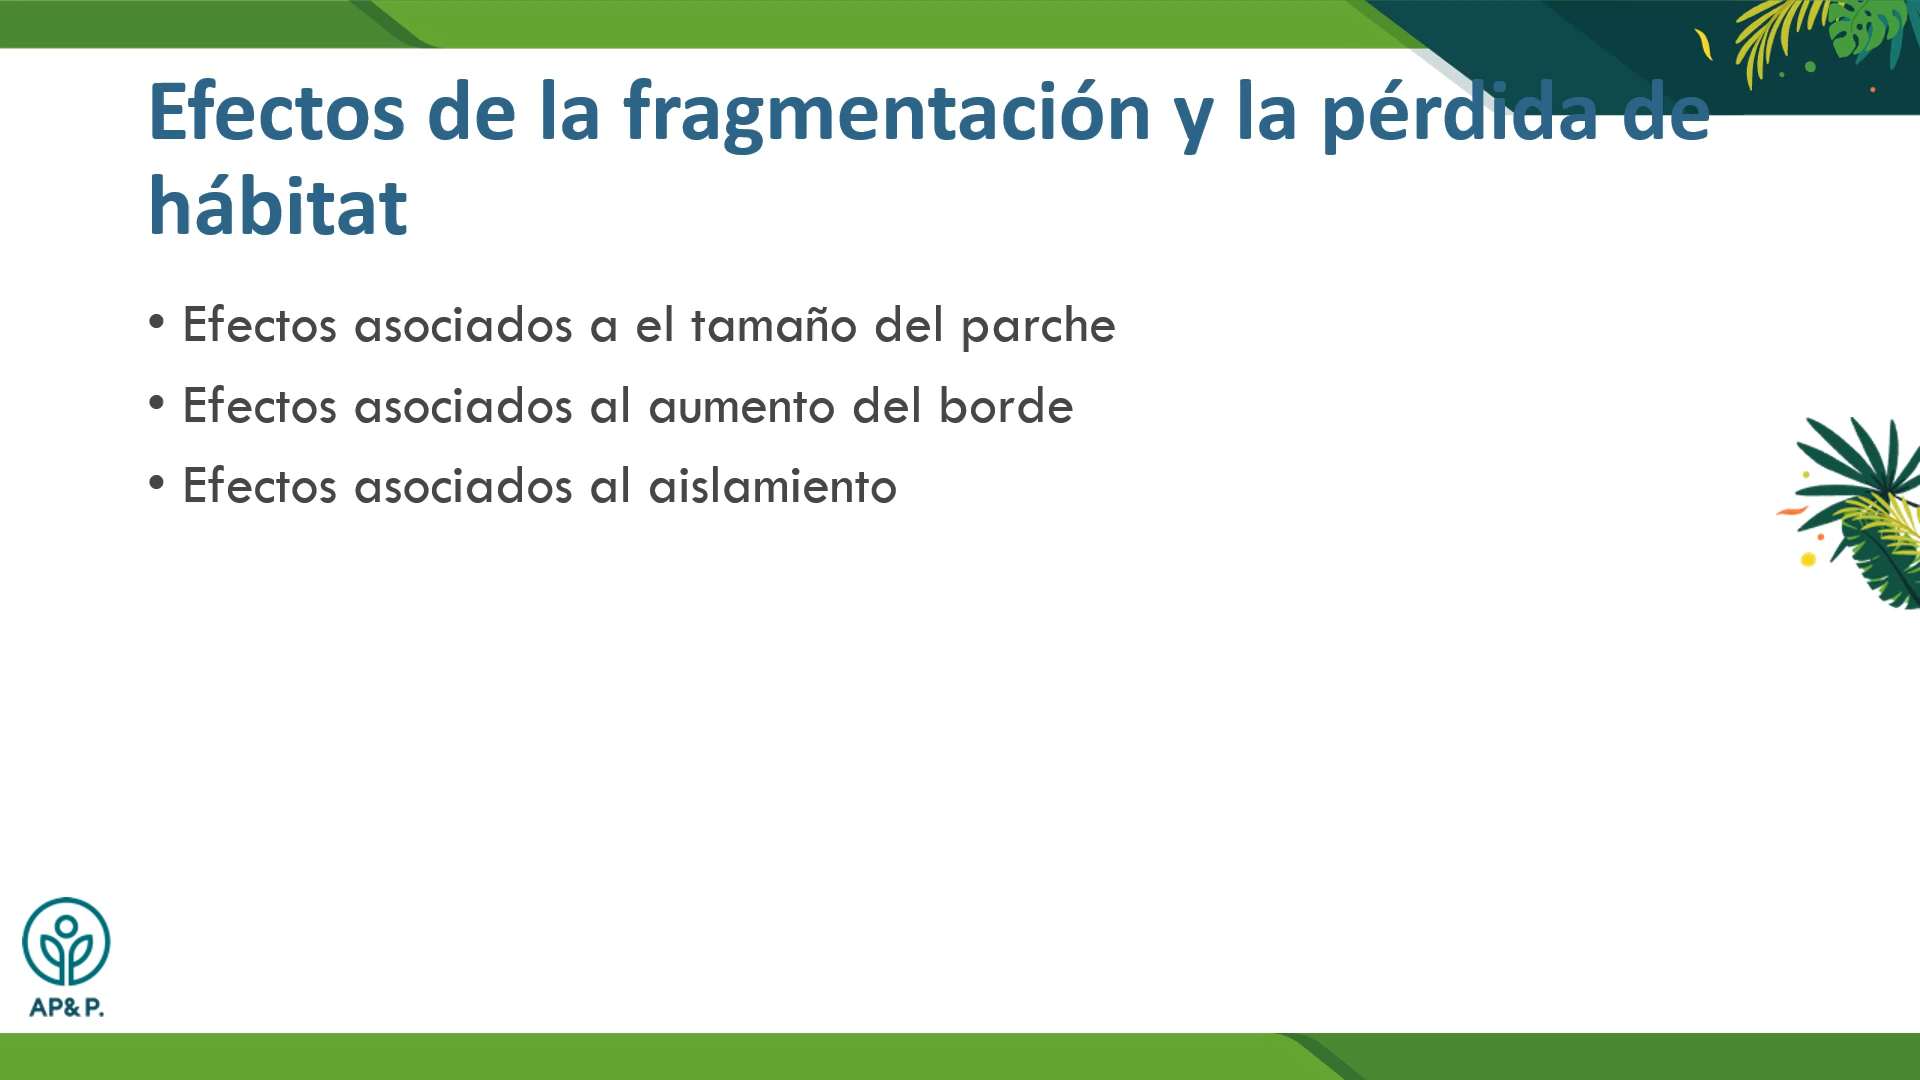 Efectos de la fragmentación y la pérdida de
hábitat
• Efectos asociados a el tamaño del parche
• Efectos asociados al aumento del borde
• Efectos asociados al aislamiento
AP&P.